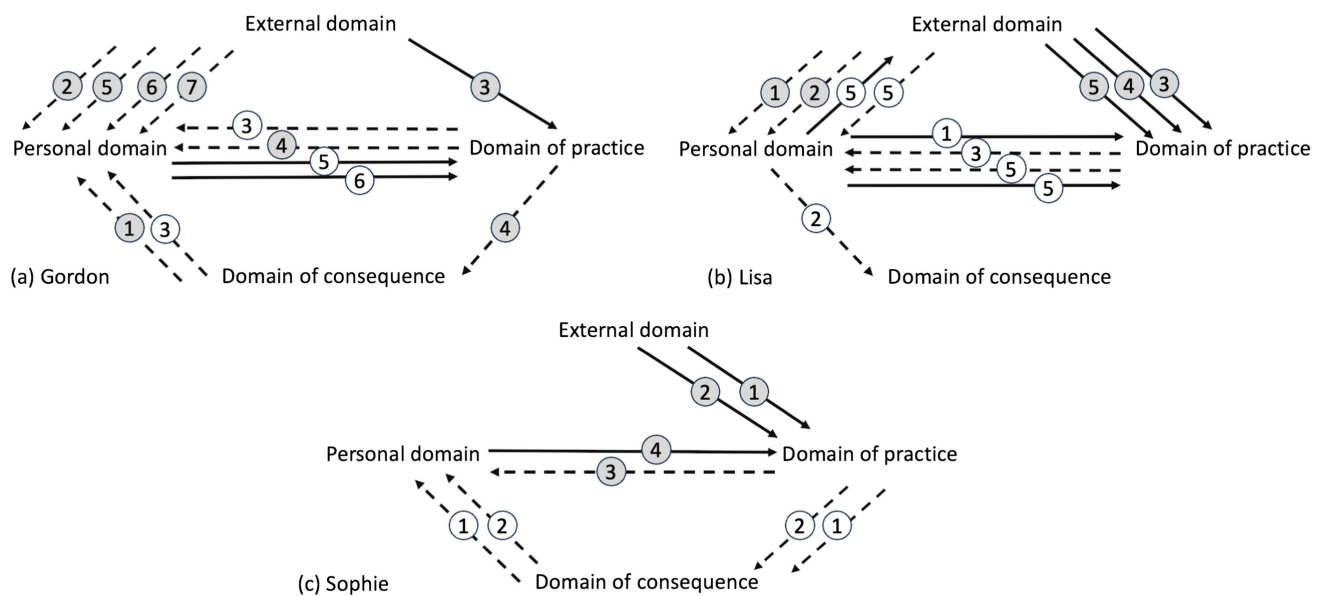 External domain
2 5 6 7 3
3
4
Personal domain Domain of practice
5
6
1 3 4
(a) Gordon Domain of consequence
External domain
1 2 5 5 5 4 3
1
Personal domain 3 Domain of practice
5
5
2
(b) Lisa Domain of consequence
External domain
2 1
Personal domain 4 Domain of practice
3
1 2 2 1
(c) Sophie Domain of consequence